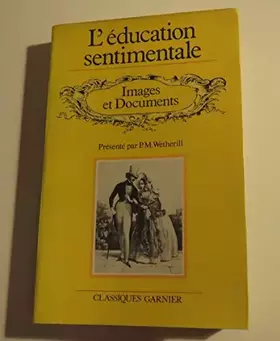 L'éducation
sentimentale
Images
et Documents
Présenté par P.M. Wetherill
CLASSIQUES GARNIER